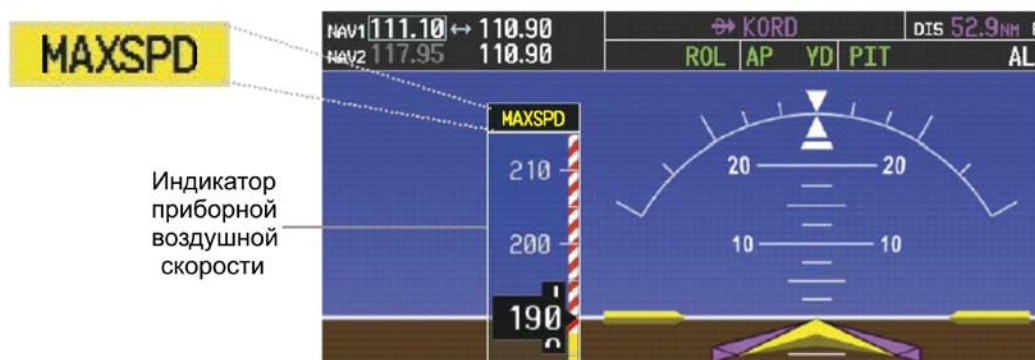 MAXSPD
NAV1 111.10 ↔ 110.90
KORD DIS 52.9NM
NAV2 117.95 110.90
ROL AP YD PIT AL
MAXSPD
210
200
190
20 20
10 10
Индикатор
приборной
воздушной
скорости